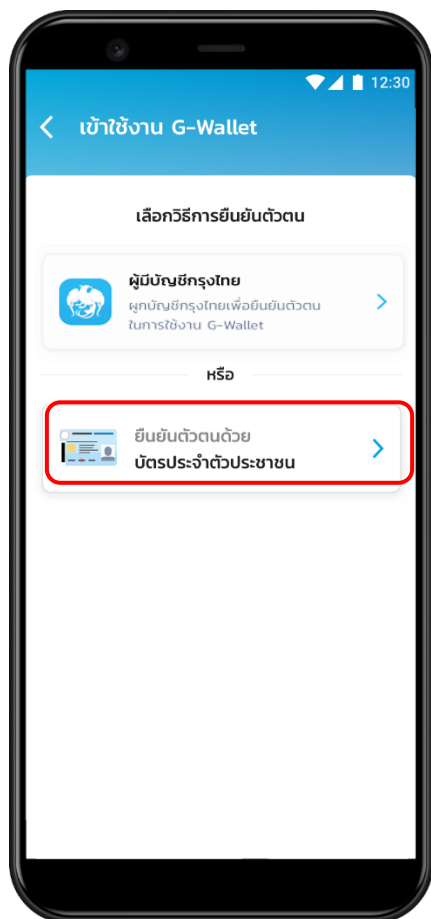 12:30
เข้าใช้งาน G-Wallet
เลือกวิธีการยืนยันตัวตน
ผู้มีบัญชีกรุงไทย
ผูกบัญชีกรุงไทยเพื่อยืนยันตัวตน
ในการใช้งาน G-Wallet
หรือ
ยืนยันตัวตนด้วย
บัตรประจำตัวประชาชน